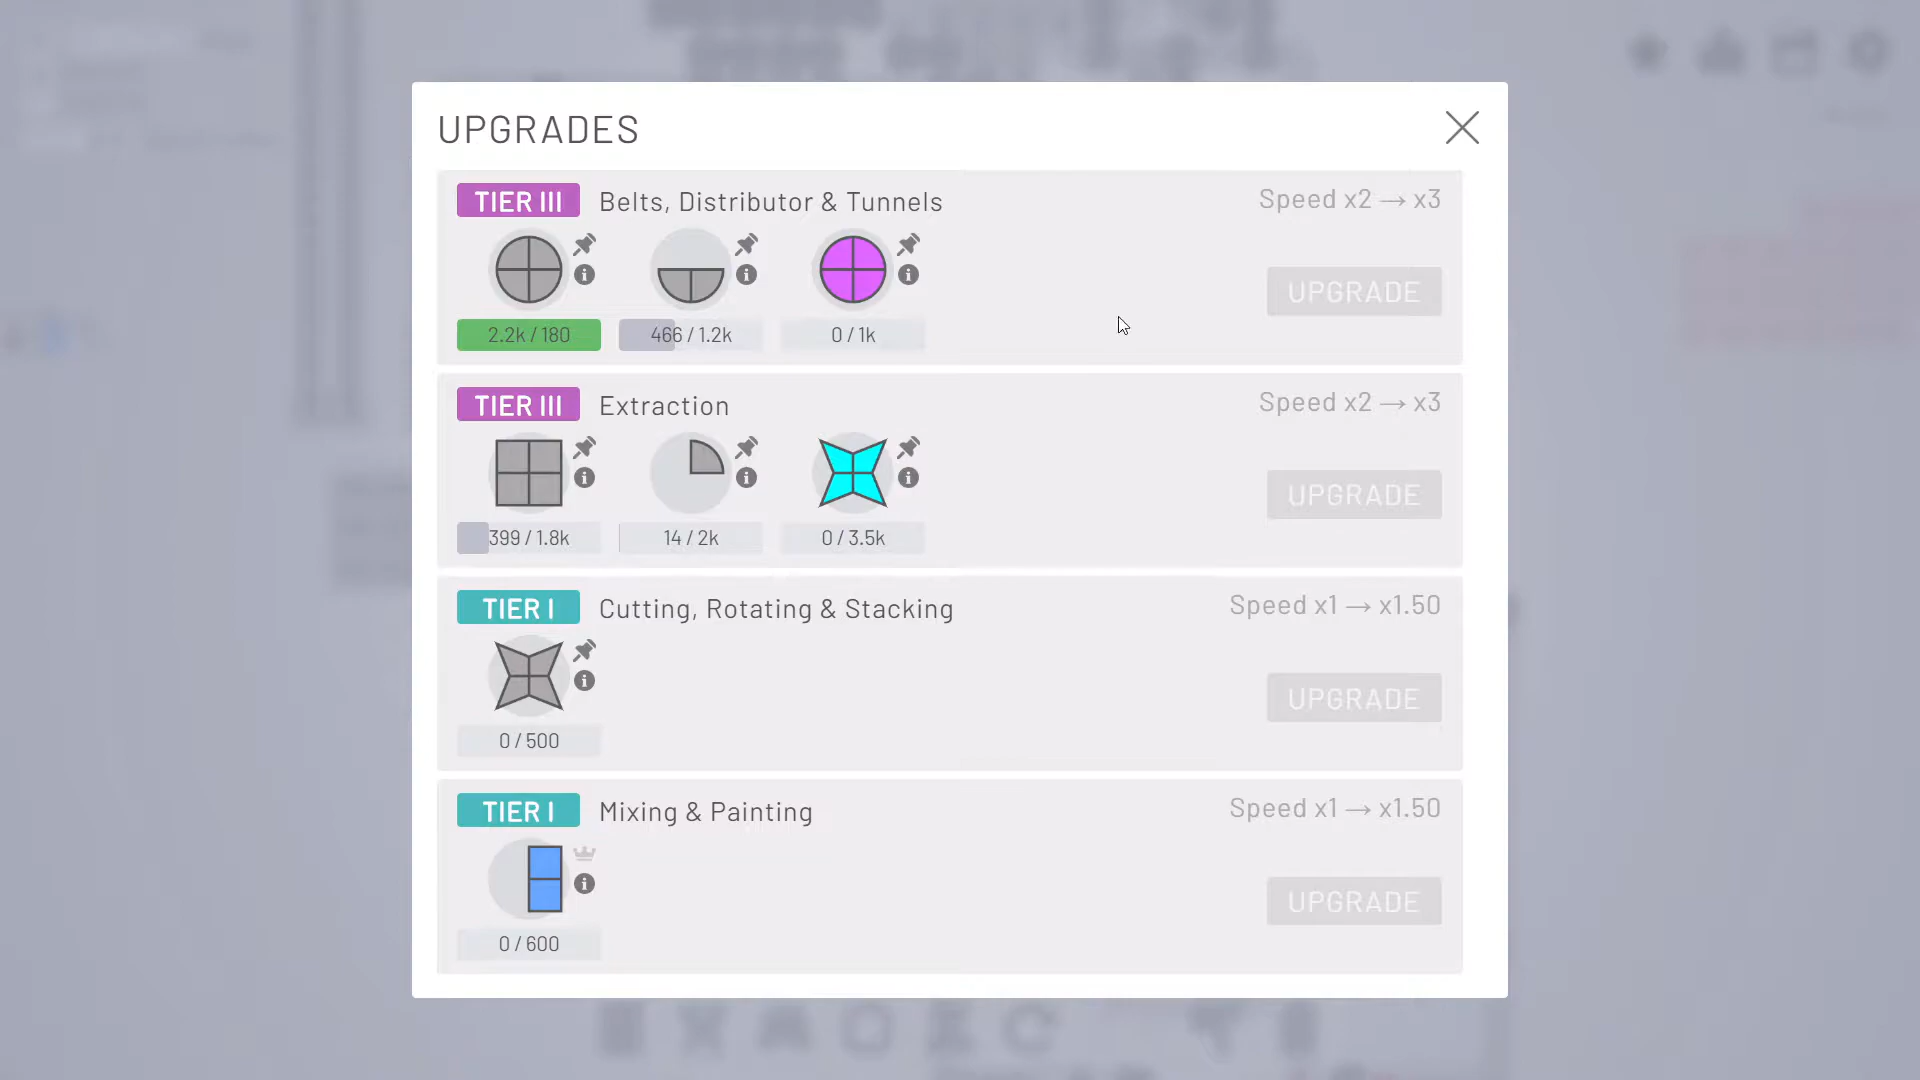 UPGRADES
TIER III Belts, Distributor & Tunnels Speed x2 → x3
UPGRADE
2.2k / 180 466 / 1.2k 0 / 1k
TIER III Extraction Speed x2 → x3
UPGRADE
399 / 1.8k 14 / 2k 0 / 3.5k
TIER I Cutting, Rotating & Stacking Speed x1 → x1.50
UPGRADE
0 / 500
TIER I Mixing & Painting Speed x1 → x1.50
UPGRADE
0 / 600